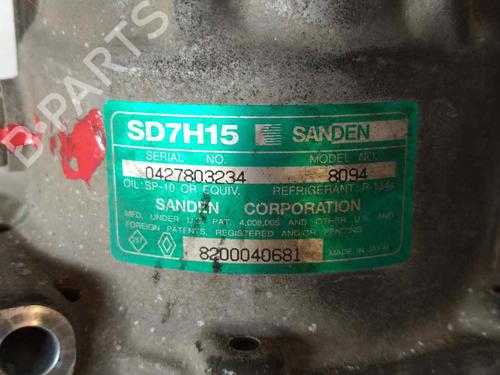 SD7H15 SANDEN
SERIAL NO. MODEL NO.
0427803234 8094
OIL: SP-10 OR EQUIV. REFRIGERANT: R-134a
SANDEN CORPORATION
MFD. UNDER U.S. PAT. 4,008,005 AND OTHER U.S. AND
FOREIGN PATENTS, REGISTERED AND/OR PENDING
8200040681 MADE IN JAPAN
B-PARTS